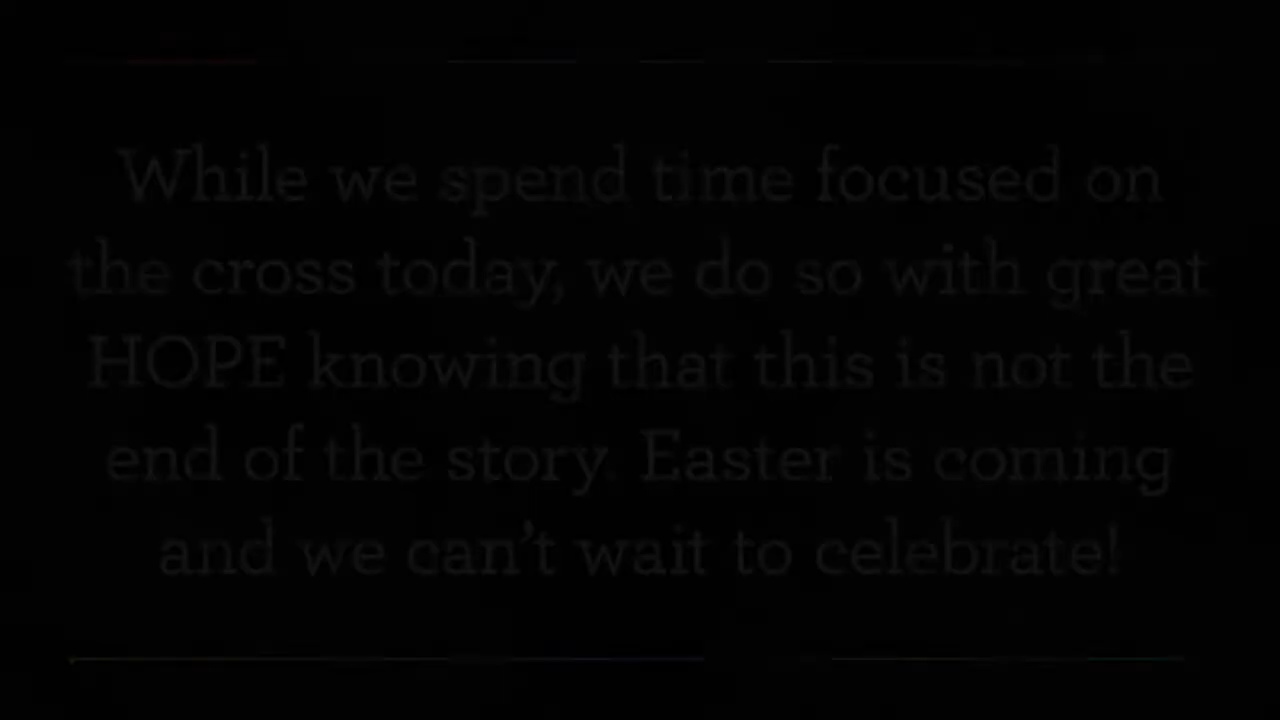 While we spend time focused on
the cross today, we do so with great
HOPE knowing that this is not the
end of the story. Easter is coming
and we can’t wait to celebrate!